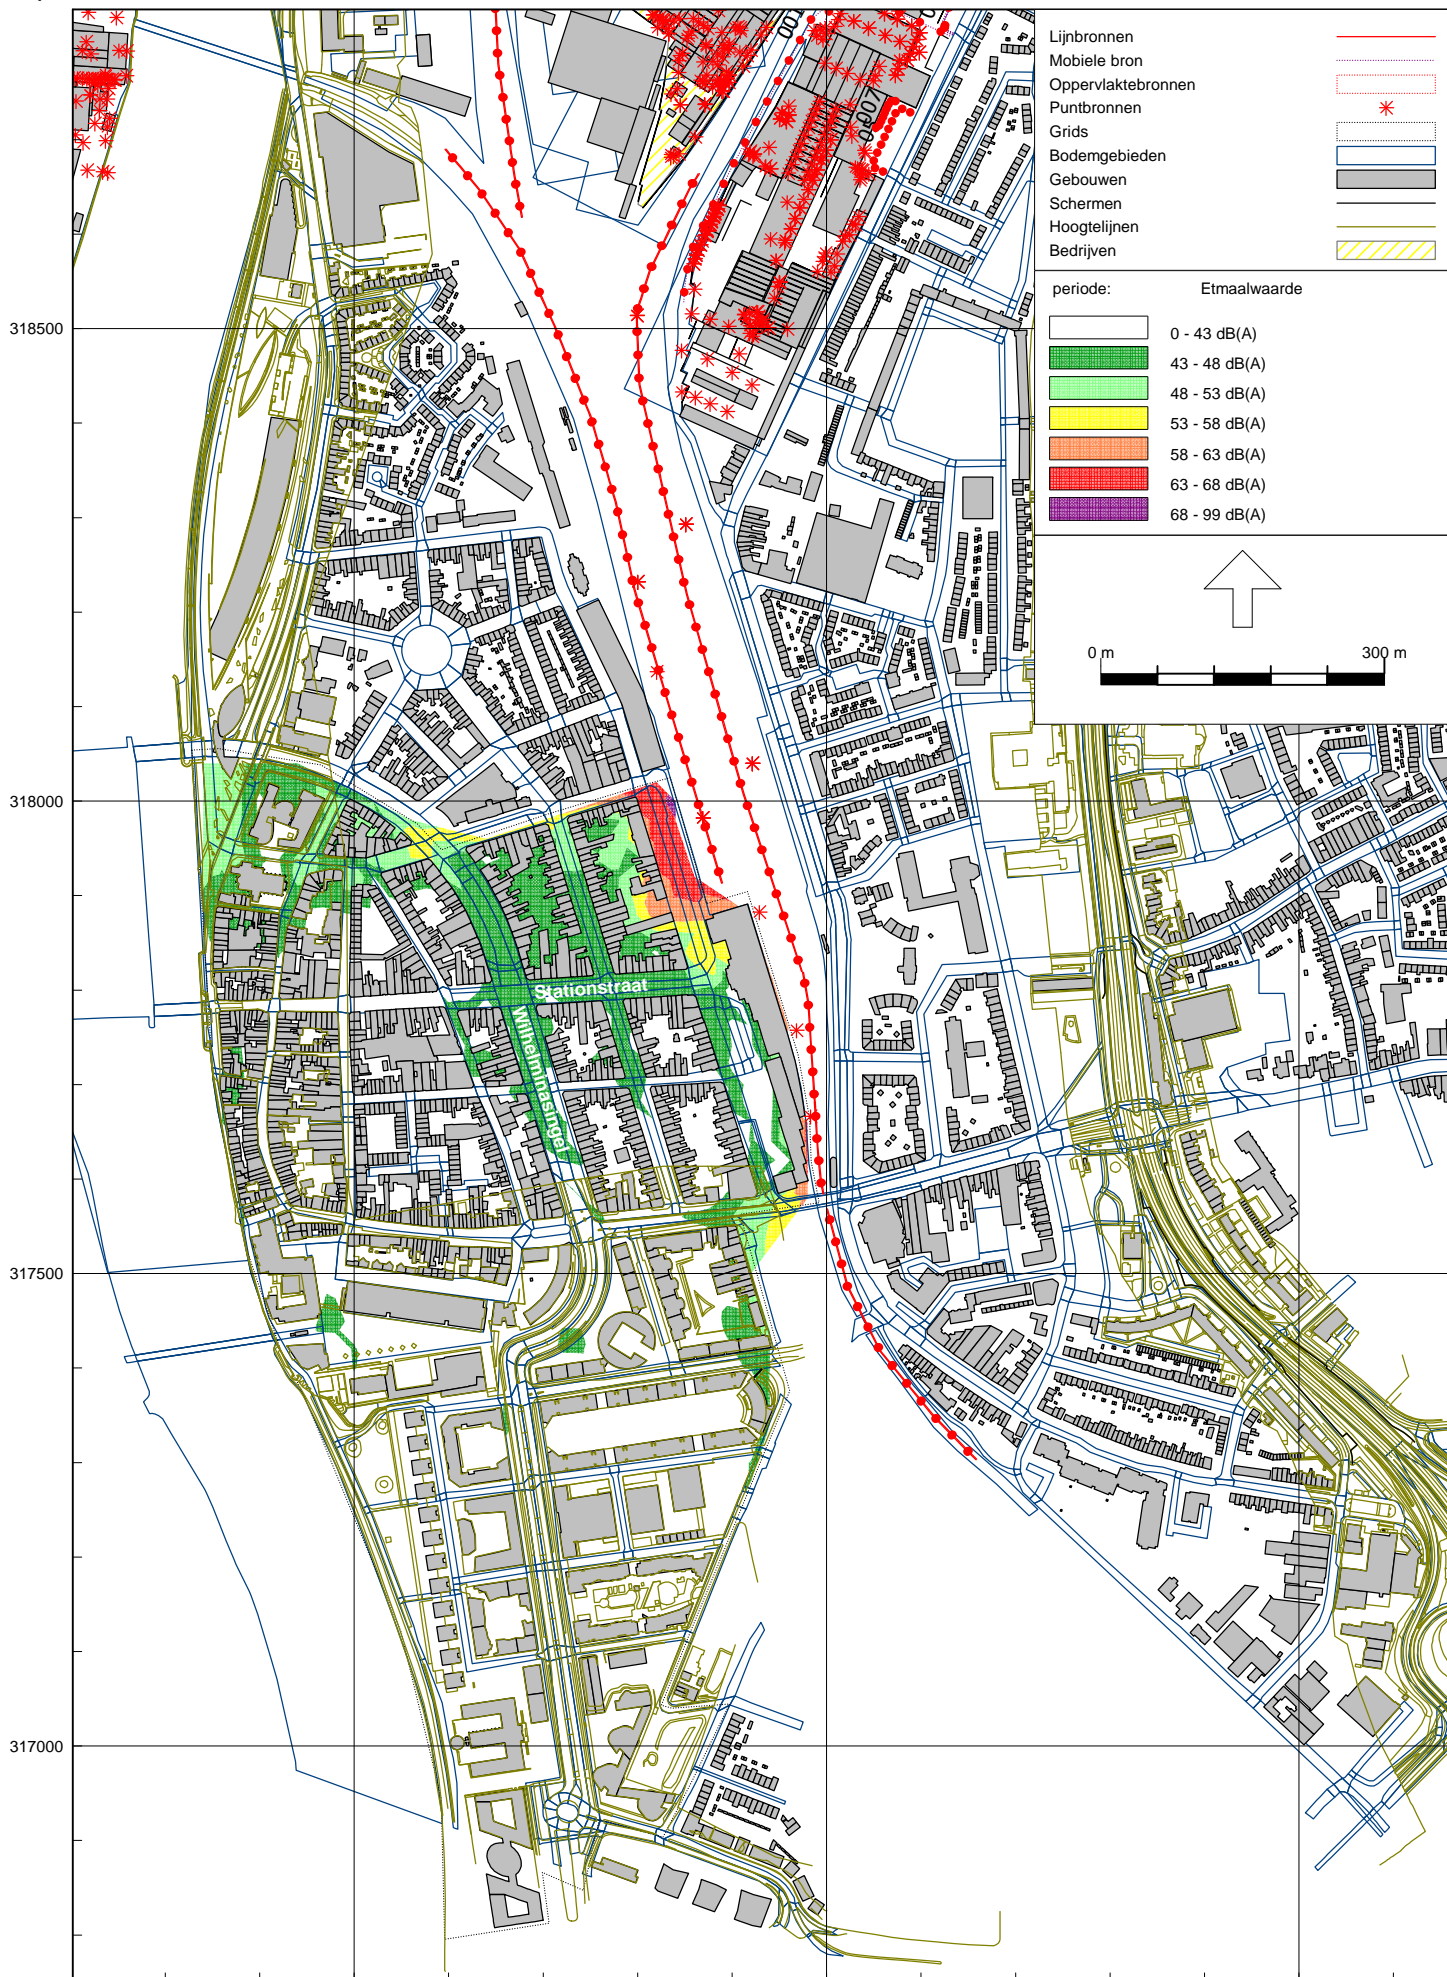 Lijnbronnen
Mobiele bron
Oppervlaktebronnen
Puntbronnen
Grids
Bodemgebieden
Gebouwen
Schermen
Hoogtelijnen
Bedrijven
periode: Etmaalwaarde
0 - 43 dB(A)
43 - 48 dB(A)
48 - 53 dB(A)
53 - 58 dB(A)
58 - 63 dB(A)
63 - 68 dB(A)
68 - 99 dB(A)
0 m 300 m
318500
318000
Stationstraat
Wilhelminasingel
317500
317000